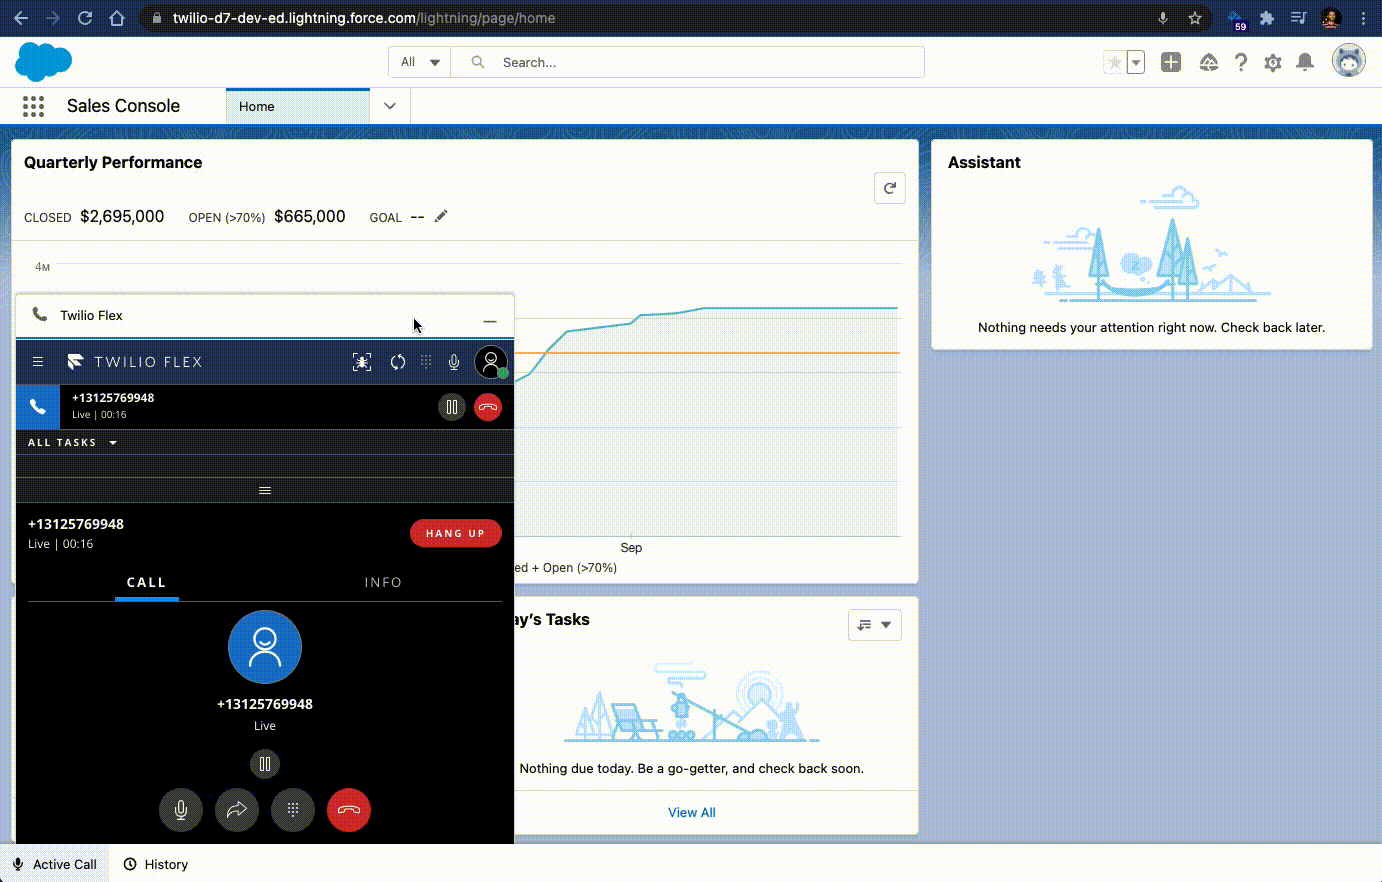 twilio-d7-dev-ed.lightning.force.com/lightning/page/home
59
All
Search...
Sales Console
Home
Quarterly Performance
CLOSED $2,695,000 OPEN (>70%) $665,000 GOAL --
4M
Sep
ed + Open (>70%)
Assistant
Nothing needs your attention right now. Check back later.
Twilio Flex
TWILIO FLEX
+13125769948
Live | 00:16
ALL TASKS
+13125769948
Live | 00:16
HANG UP
CALL
INFO
+13125769948
Live
ay's Tasks
Nothing due today. Be a go-getter, and check back soon.
View All
Active Call
History